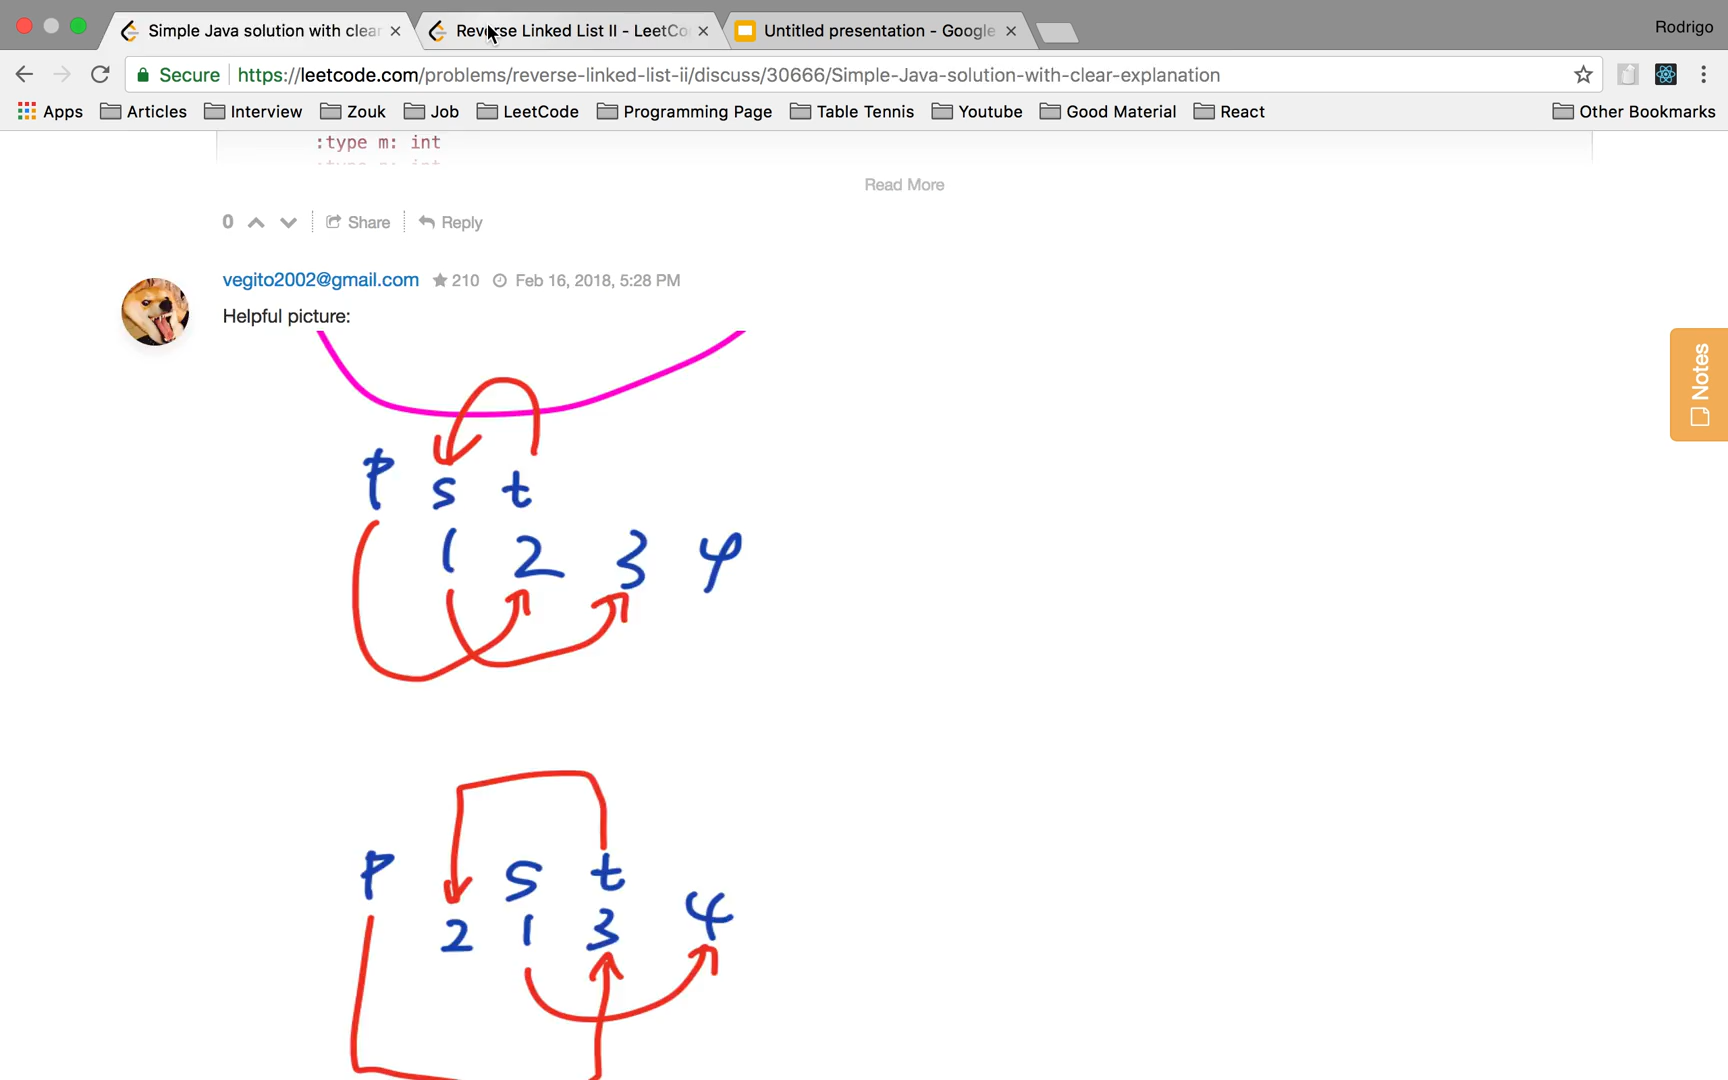 Simple Java solution with clear
Reverse Linked List II - LeetCo
Untitled presentation - Google
Rodrigo
Secure
https://leetcode.com/problems/reverse-linked-list-ii/discuss/30666/Simple-Java-solution-with-clear-explanation
Apps Articles Interview Zouk Job LeetCode Programming Page Table Tennis Youtube Good Material React Other Bookmarks
:type m: int
Read More
0 Share Reply
vegito2002@gmail.com 210 Feb 16, 2018, 5:28 PM
Helpful picture:
Notes
p s t
1 2 3 4
p s t
2 1 3 4